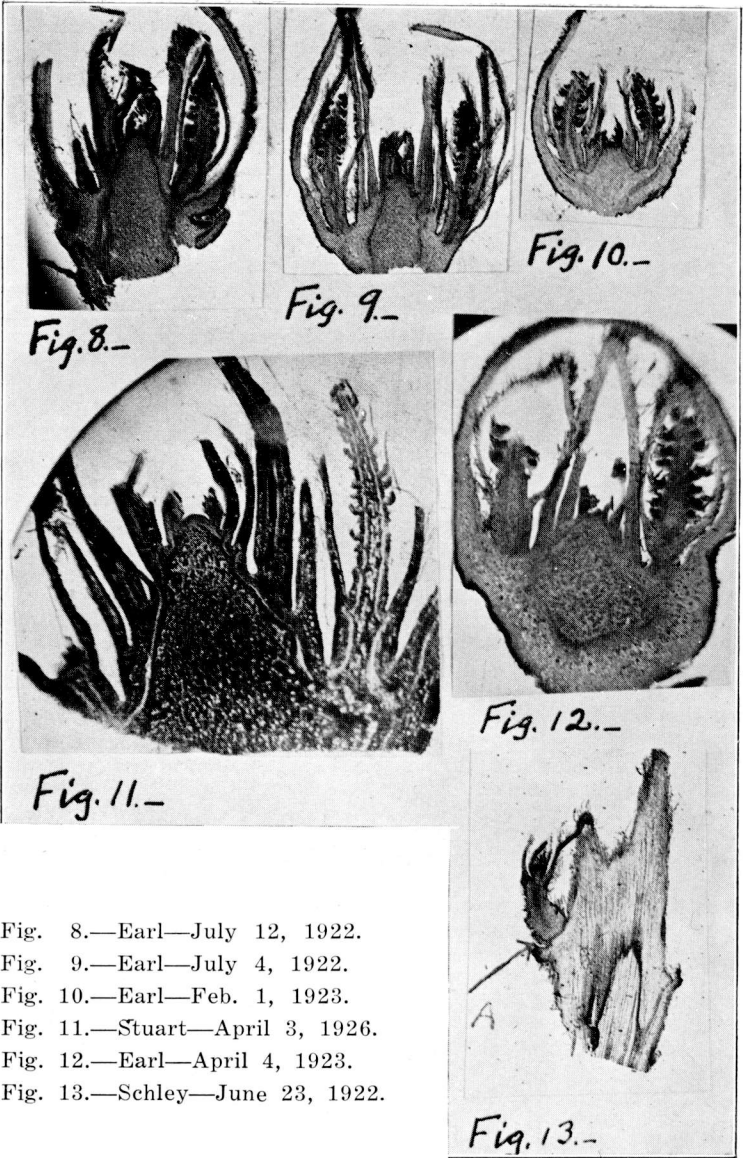 Fig. 8.–
Fig. 9.–
Fig. 10.–
Fig. 11.–
Fig. 12.–
A
Fig. 13.–
Fig. 8.—Earl—July 12, 1922.
Fig. 9.—Earl—July 4, 1922.
Fig. 10.—Earl—Feb. 1, 1923.
Fig. 11.—Stuart—April 3, 1926.
Fig. 12.—Earl—April 4, 1923.
Fig. 13.—Schley—June 23, 1922.